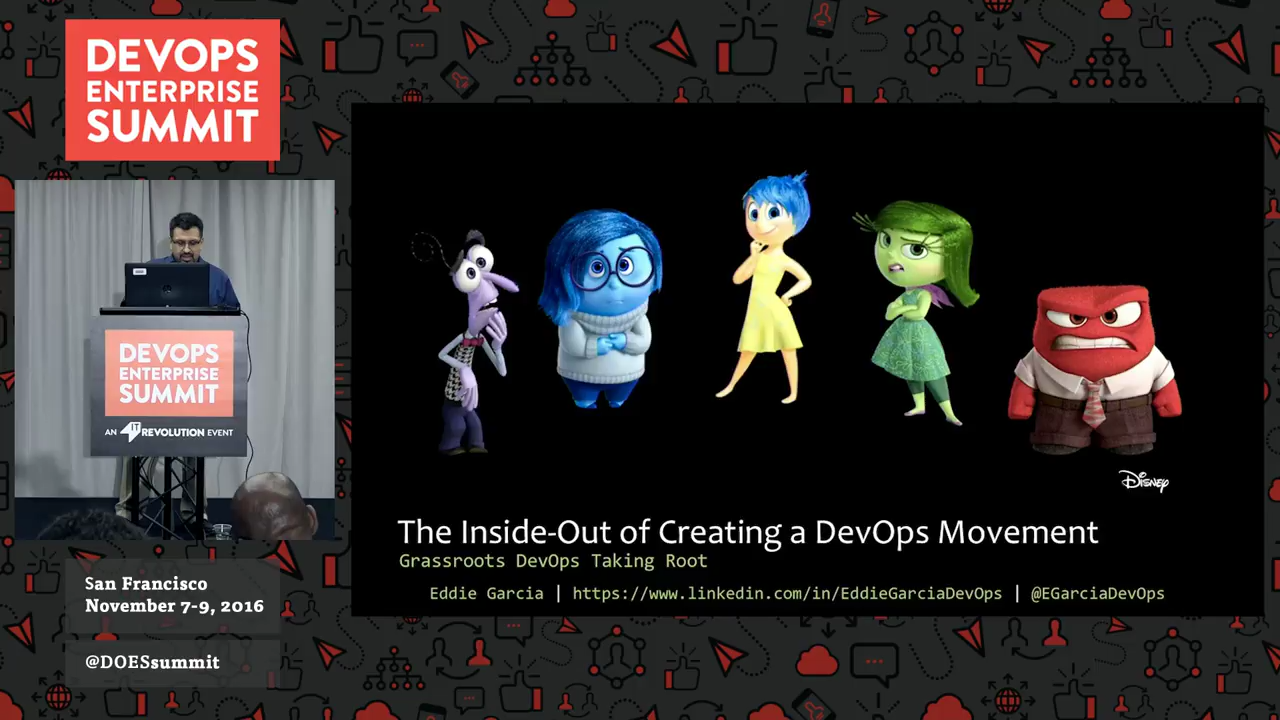 DEVOPS
ENTERPRISE
SUMMIT
DEVOPS
ENTERPRISE
SUMMIT
AN IT REVOLUTION EVENT
San Francisco
November 7-9, 2016
@DOESsummit
Disney
The Inside-Out of Creating a DevOps Movement
Grassroots DevOps Taking Root
Eddie Garcia | https://www.linkedin.com/in/EddieGarciaDevOps | @EGarciaDevOps